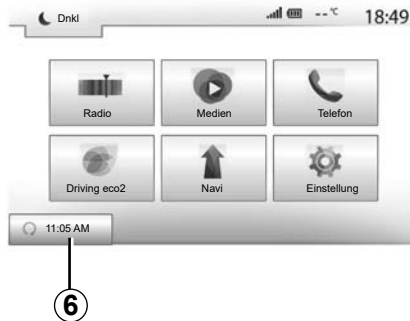 Dnkl
--°C 18:49
Radio Medien Telefon
Driving eco2 Navi Einstellung
11:05 AM
6